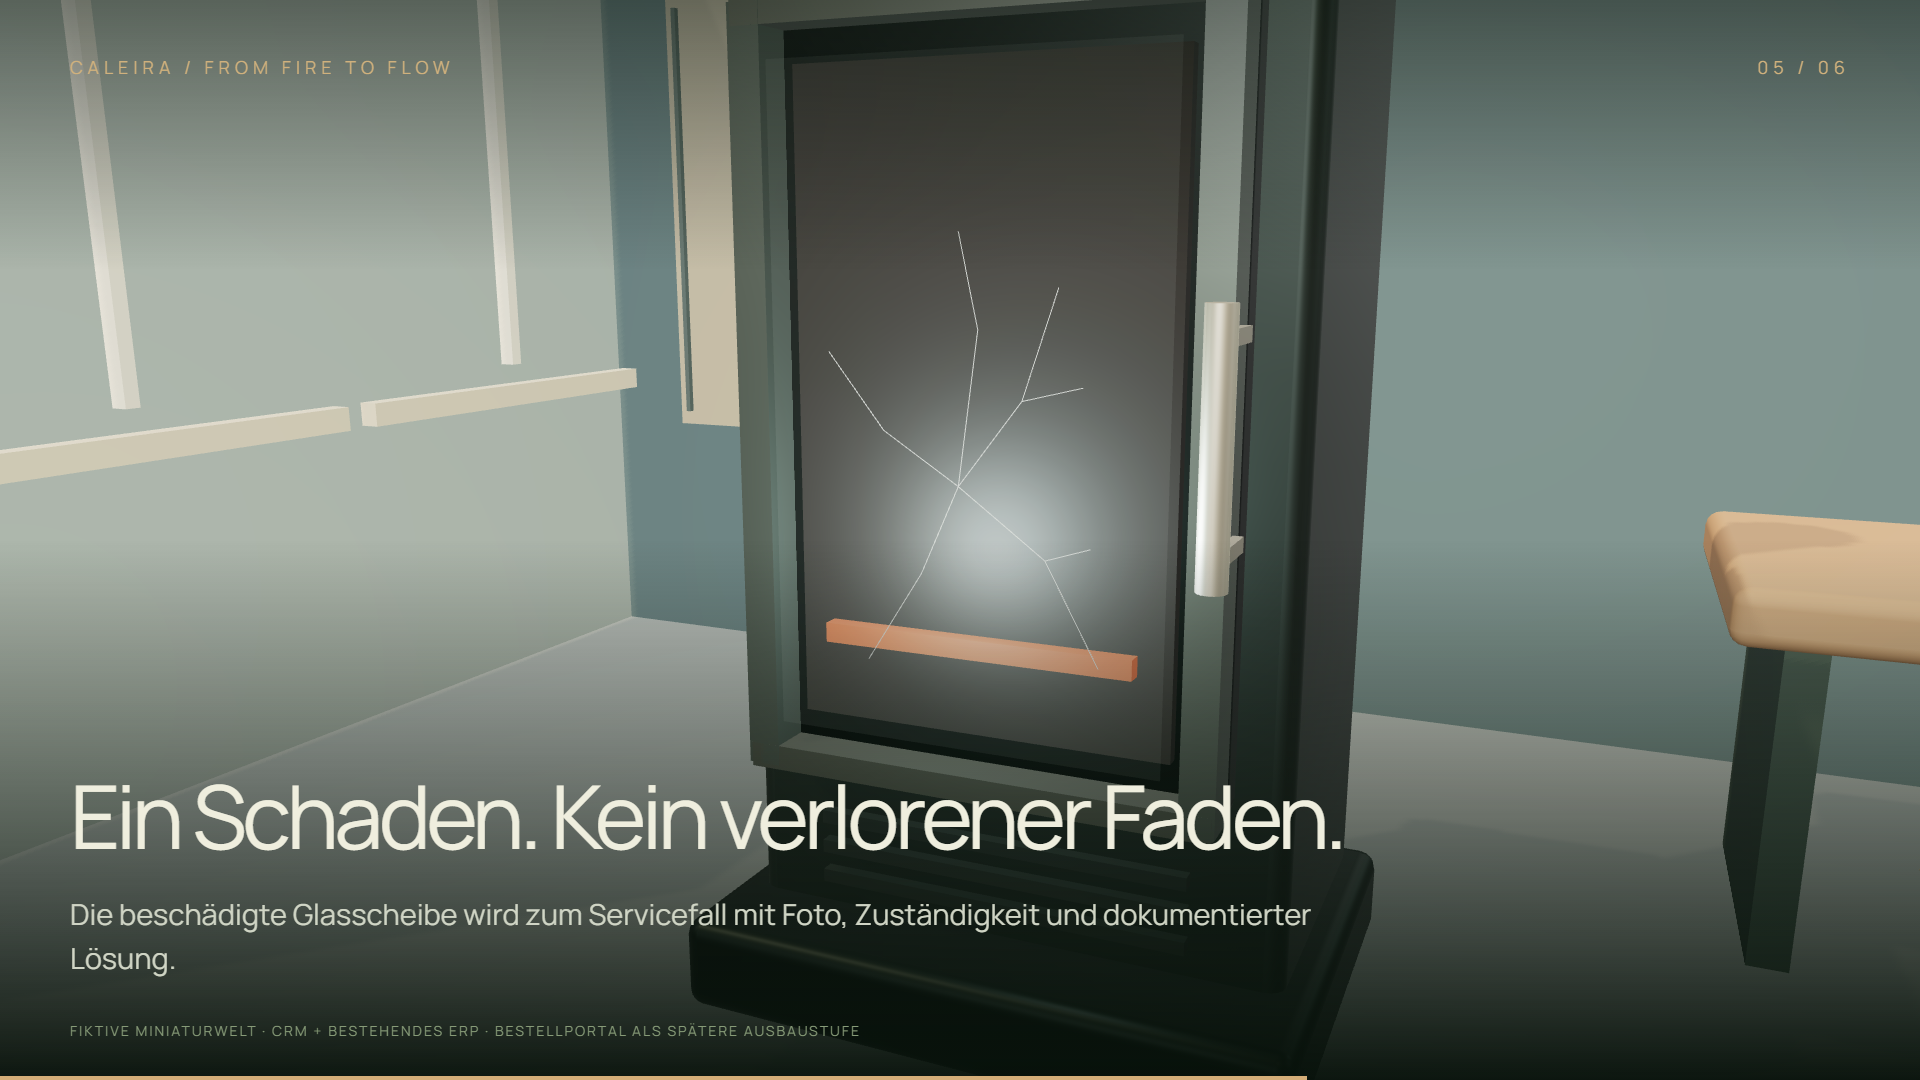 CALEIRA / FROM FIRE TO FLOW
05 / 06
Ein Schaden. Kein verlorener Faden.
Die beschädigte Glasscheibe wird zum Servicefall mit Foto, Zuständigkeit und dokumentierter
Lösung.
FIKTIVE MINIATURWELT · CRM + BESTEHENDES ERP · BESTELLPORTAL ALS SPÄTERE AUSBAUSTUFE